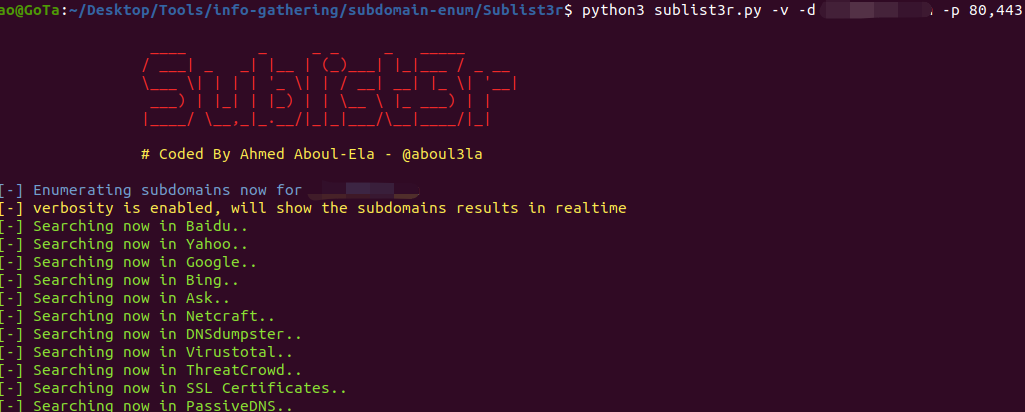 ao@GoTa:~/Desktop/Tools/info-gathering/subdomain-enum/Sublist3r$ python3 sublist3r.py -v -d -p 80,443
Sublist3r
# Coded By Ahmed Aboul-Ela - @aboul3la
[-] Enumerating subdomains now for
[-] verbosity is enabled, will show the subdomains results in realtime
[-] Searching now in Baidu..
[-] Searching now in Yahoo..
[-] Searching now in Google..
[-] Searching now in Bing..
[-] Searching now in Ask..
[-] Searching now in Netcraft..
[-] Searching now in DNSdumpster..
[-] Searching now in Virustotal..
[-] Searching now in ThreatCrowd..
[-] Searching now in SSL Certificates..
[-] Searching now in PassiveDNS..